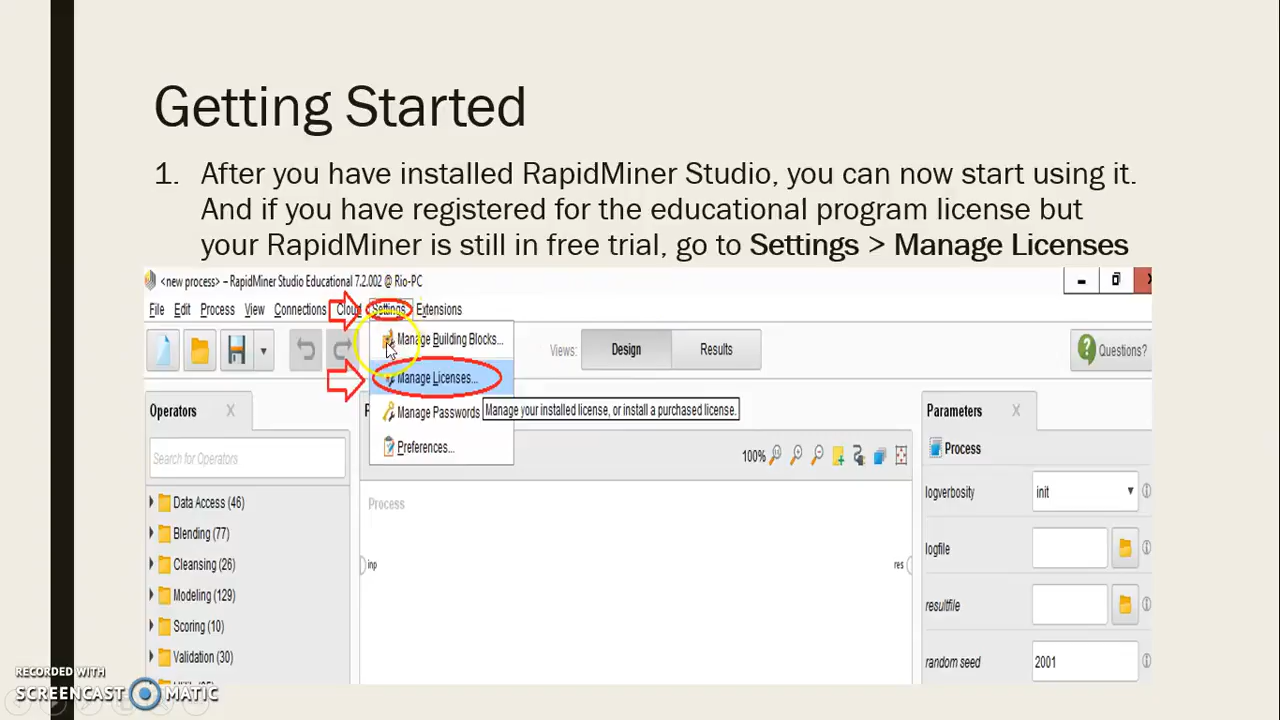 Getting Started
1. After you have installed RapidMiner Studio, you can now start using it.
And if you have registered for the educational program license but
your RapidMiner is still in free trial, go to Settings > Manage Licenses
<new process> – RapidMiner Studio Educational 7.2.002 @ Rio-PC
File Edit Process View Connections Cloud Settings Extensions
Manage Building Blocks...
Views: Design Results
Questions?
Manage Licenses...
Operators
Manage Passwords
Manage your installed license, or install a purchased license.
Parameters
Preferences...
Search for Operators
100%
Process
Process
Data Access (46)
logverbosity init
Blending (77)
logfile
Cleansing (26)
inp
res
Modeling (129)
resultfile
Scoring (10)
Validation (30)
random seed 2001
RECORDED WITH
SCREENCAST MATIC